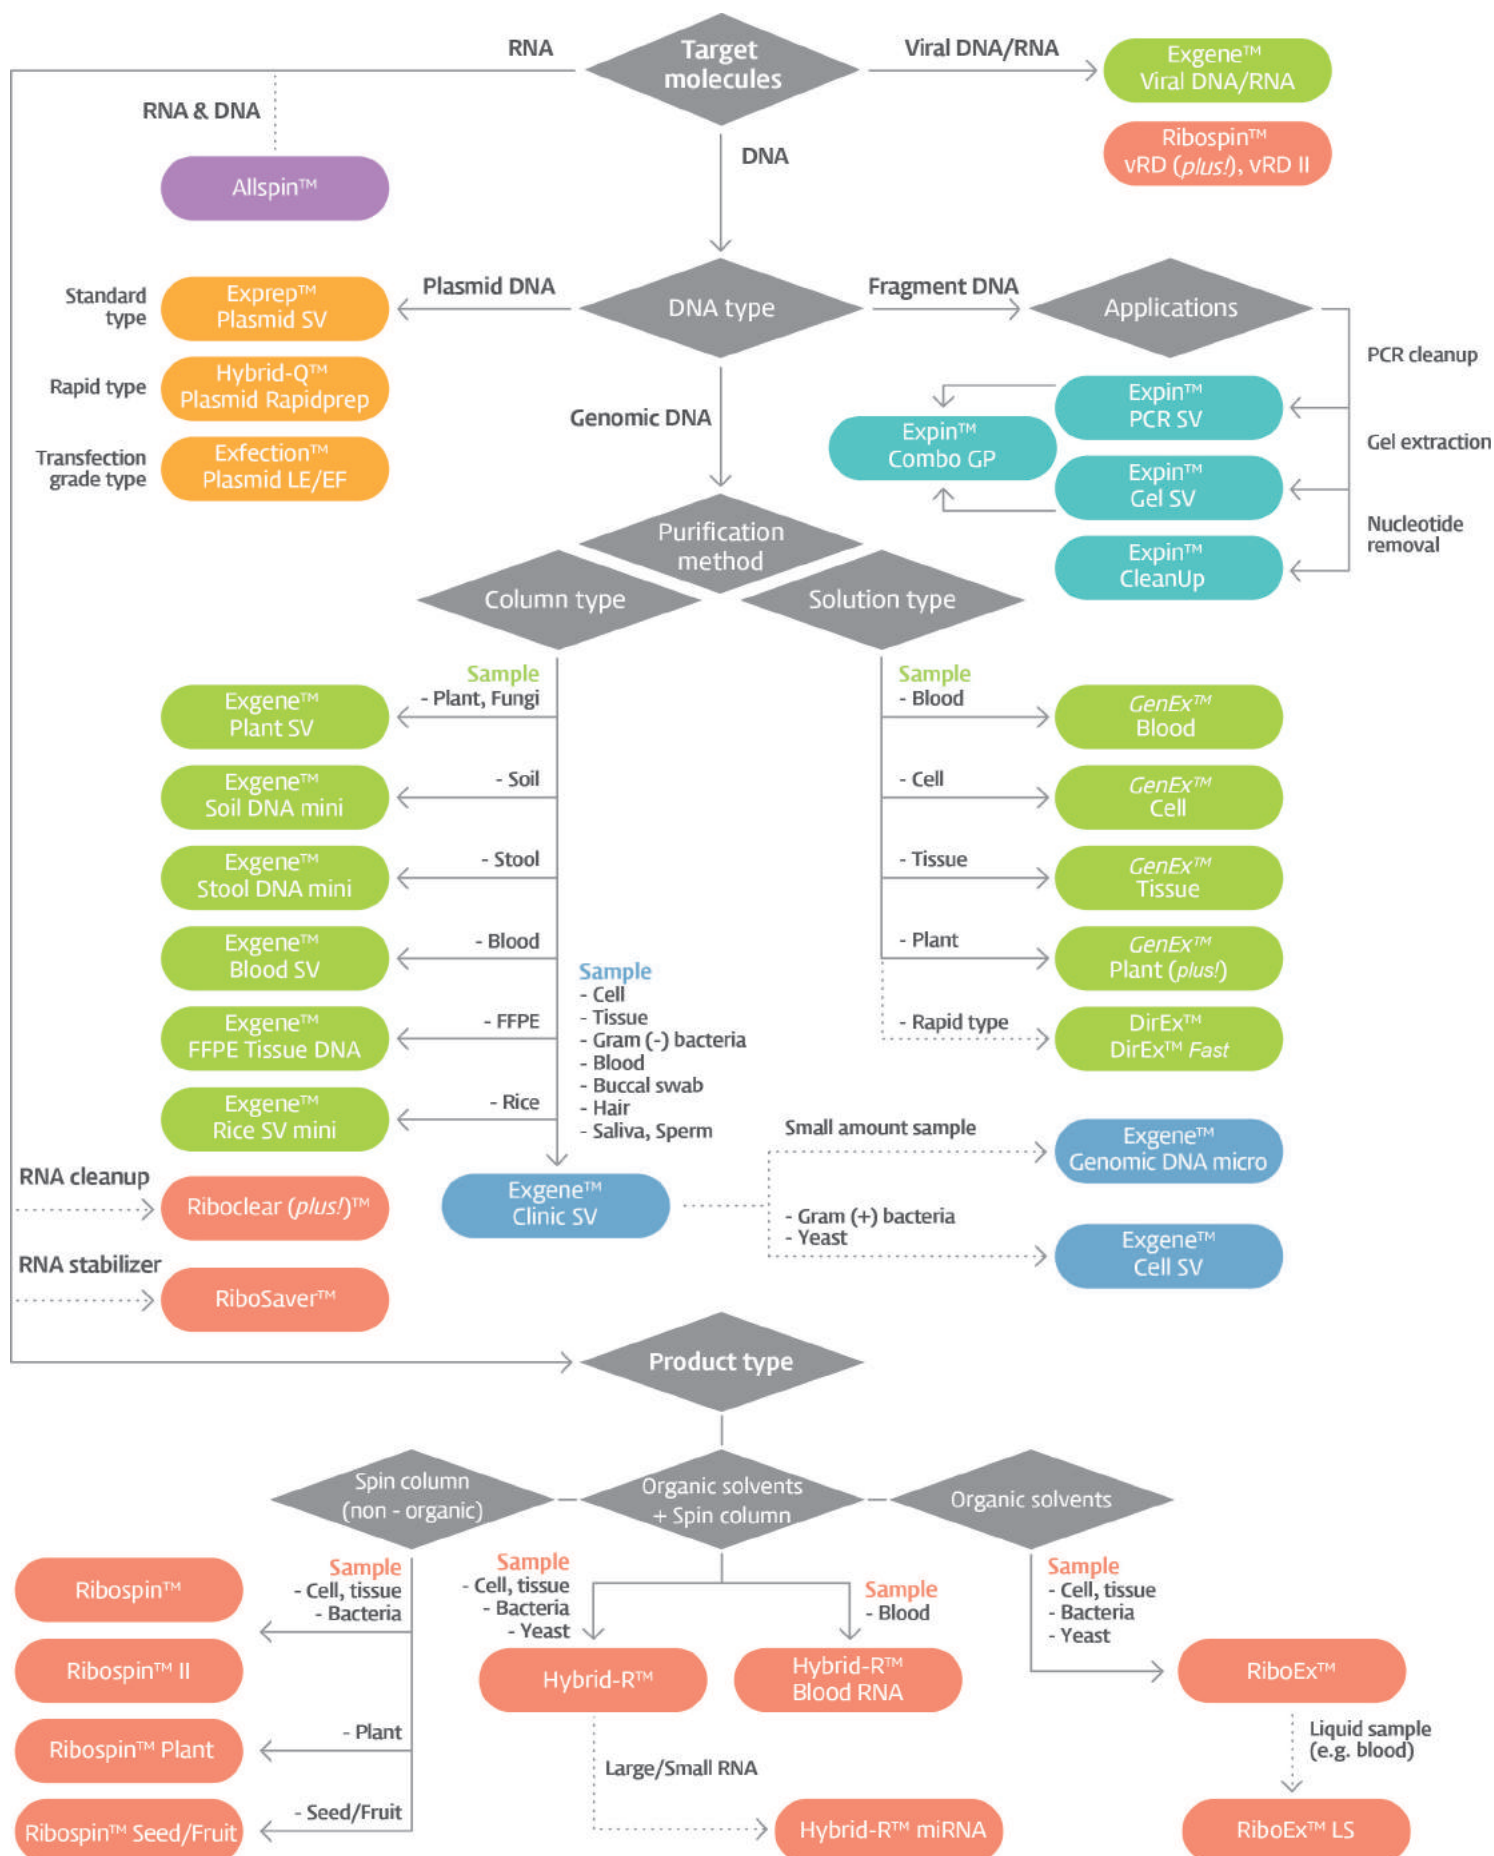 RNA
Target
molecules
Viral DNA/RNA
Exgene™
Viral DNA/RNA
RNA & DNA
Ribospin™
vRD (plus!), vRD II
DNA
Allspin™
Standard
type
Exprep™
Plasmid SV
Plasmid DNA
DNA type
Fragment DNA
Applications
Rapid type
Hybrid-Q™
Plasmid Rapidprep
PCR cleanup
Transfection
grade type
Exfection™
Plasmid LE/EF
Genomic DNA
Expin™
Combo GP
Expin™
PCR SV
Gel extraction
Expin™
Gel SV
Nucleotide
removal
Expin™
CleanUp
Purification
method
Column type
Solution type
Sample
- Plant, Fungi
Exgene™
Plant SV
- Soil
Exgene™
Soil DNA mini
- Stool
Exgene™
Stool DNA mini
- Blood
Exgene™
Blood SV
- FFPE
Exgene™
FFPE Tissue DNA
- Rice
Exgene™
Rice SV mini
Sample
- Cell
- Tissue
- Gram (-) bacteria
- Blood
- Buccal swab
- Hair
- Saliva, Sperm
Sample
- Blood
GenEx™
Blood
- Cell
GenEx™
Cell
- Tissue
GenEx™
Tissue
- Plant
GenEx™
Plant (plus!)
- Rapid type
DirEx™
DirEx™ Fast
Exgene™
Clinic SV
Small amount sample
Exgene™
Genomic DNA micro
- Gram (+) bacteria
- Yeast
Exgene™
Cell SV
RNA cleanup
Riboclear (plus!)™
RNA stabilizer
RiboSaver™
Product type
Spin column
(non - organic)
Organic solvents
+ Spin column
Organic solvents
Sample
- Cell, tissue
- Bacteria
Ribospin™
Ribospin™ II
- Plant
Ribospin™ Plant
- Seed/Fruit
Ribospin™ Seed/Fruit
Sample
- Cell, tissue
- Bacteria
- Yeast
Hybrid-R™
Sample
- Blood
Hybrid-R™
Blood RNA
Large/Small RNA
Hybrid-R™ miRNA
Sample
- Cell, tissue
- Bacteria
- Yeast
RiboEx™
Liquid sample
(e.g. blood)
RiboEx™ LS